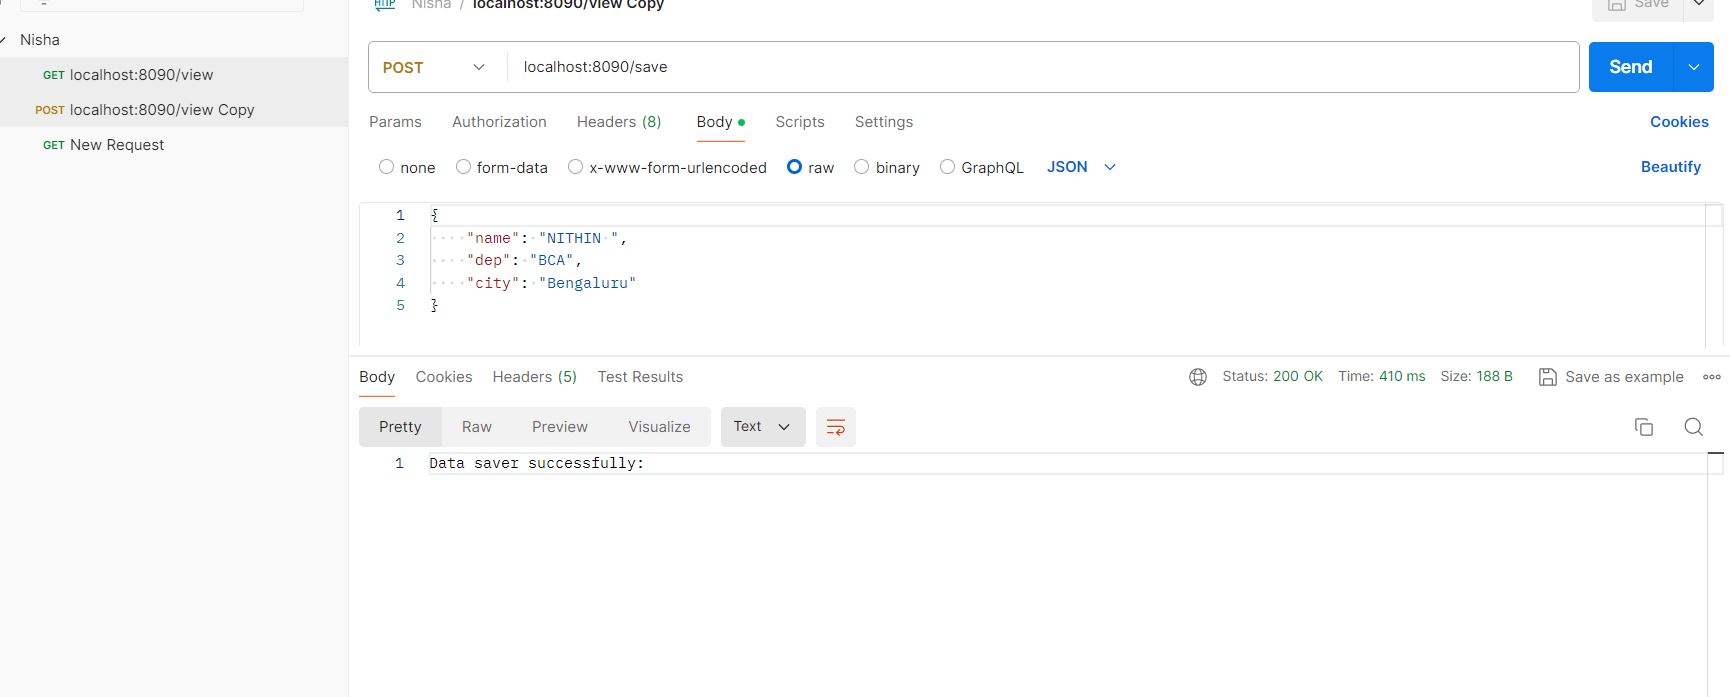 HTTP Nisha / localhost:8090/view Copy Save
Nisha
GET localhost:8090/view
POST localhost:8090/view Copy
GET New Request
POST localhost:8090/save Send
Params Authorization Headers (8) Body Scripts Settings Cookies
none form-data x-www-form-urlencoded raw binary GraphQL JSON Beautify
1 {
2 "name": "NITHIN ",
3 "dep": "BCA",
4 "city": "Bengaluru"
5 }
Body Cookies Headers (5) Test Results Status: 200 OK Time: 410 ms Size: 188 B Save as example
Pretty Raw Preview Visualize Text
1 Data saver successfully: